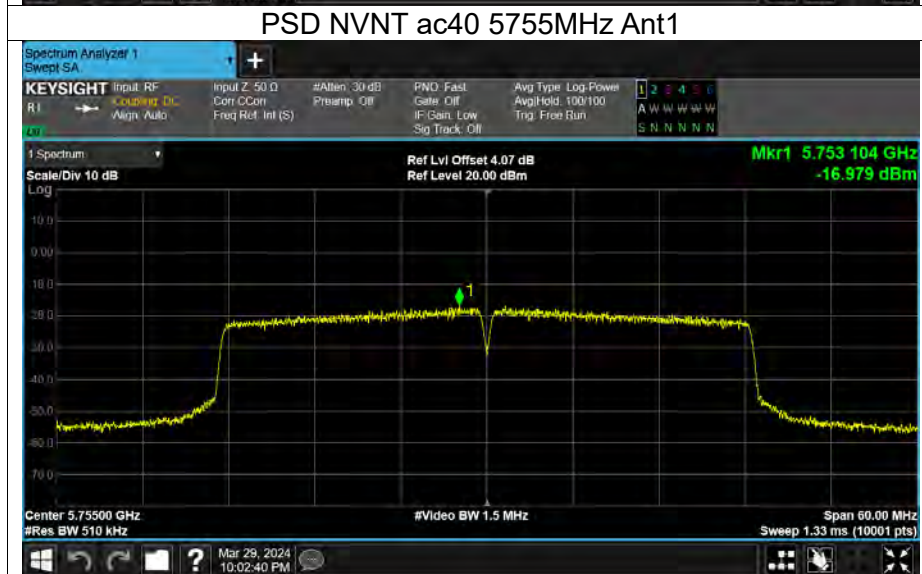 PSD NVNT ac40 5755MHz Ant1
Spectrum Analyzer 1
Swept SA
+
KEYSIGHT Input: RF Input Z: 50 Ω #Atten: 30 dB PNO: Fast Avg Type: Log-Power 1 2 3 4 5 6
R L Coupling: DC Corr CCorr Preamp: Off Gate: Off Avg|Hold: 100/100 A W W W W W
Align: Auto Freq Ref: Int (S) IF Gain: Low Trig: Free Run
Sig Track: Off S N N N N N
1 Spectrum
Ref Lvl Offset 4.07 dB Mkr1 5.753 104 GHz
Scale/Div 10 dB Ref Level 20.00 dBm -16.979 dBm
Log
10.0
0.00
1
-40.0
-50.0
-60.0
-70.0
Center 5.75500 GHz #Video BW 1.5 MHz Span 60.00 MHz
#Res BW 510 kHz Sweep 1.33 ms (10001 pts)
? Mar 29, 2024
10:02:40 PM